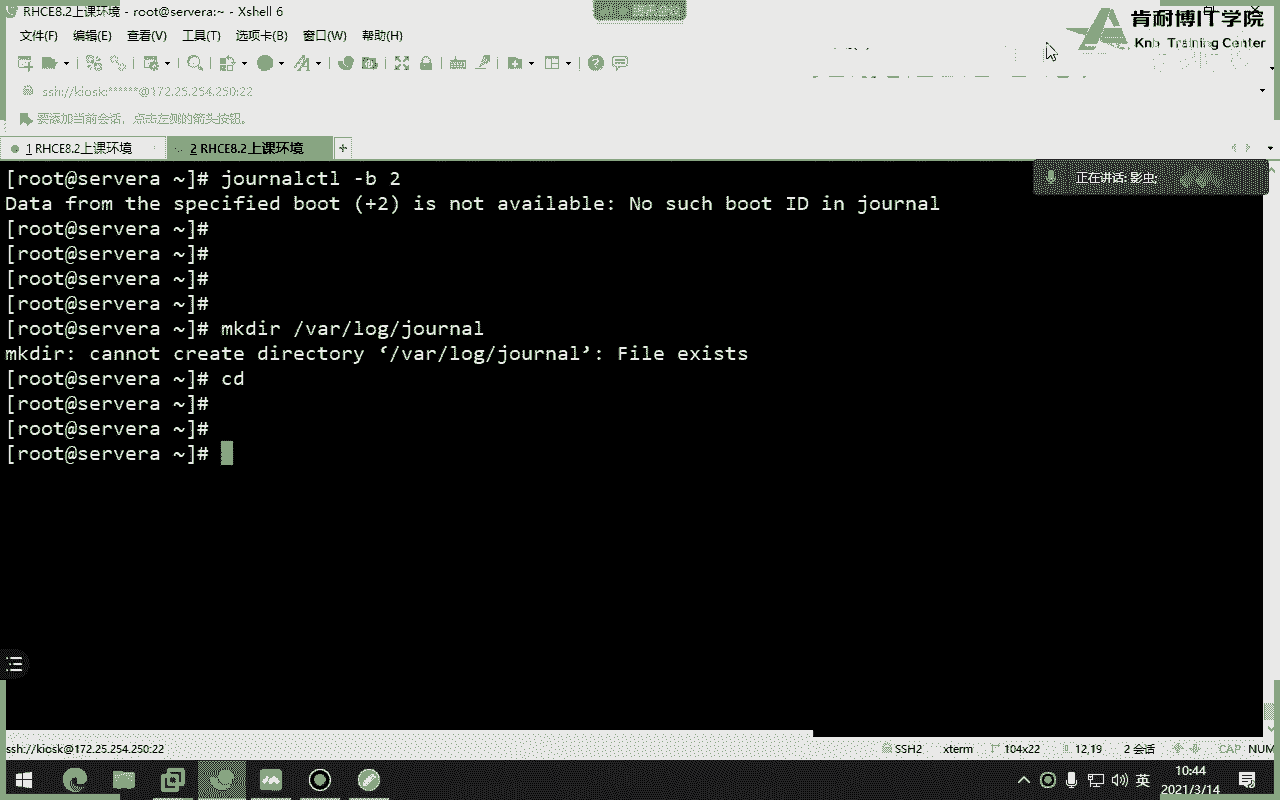 RHCE8.2上课环境 - root@servera:~ - Xshell 6
肯耐博IT学院
Knb Training Center
文件(F) 编辑(E) 查看(V) 工具(T) 选项卡(B) 窗口(W) 帮助(H)
ssh://kiosk:******@172.25.254.250:22
要添加当前会话，点击左侧的箭头按钮。
1 RHCE8.2上课环境 2 RHCE8.2上课环境
正在讲话: 影虫;
[root@servera ~]# journalctl -b 2
Data from the specified boot (+2) is not available: No such boot ID in journal
[root@servera ~]#
[root@servera ~]#
[root@servera ~]#
[root@servera ~]#
[root@servera ~]# mkdir /var/log/journal
mkdir: cannot create directory ‘/var/log/journal’: File exists
[root@servera ~]# cd
[root@servera ~]#
[root@servera ~]#
[root@servera ~]#
ssh://kiosk@172.25.254.250:22 SSH2 xterm 104x22 12,19 2 会话 CAP NUM
英
10:44
2021/3/14